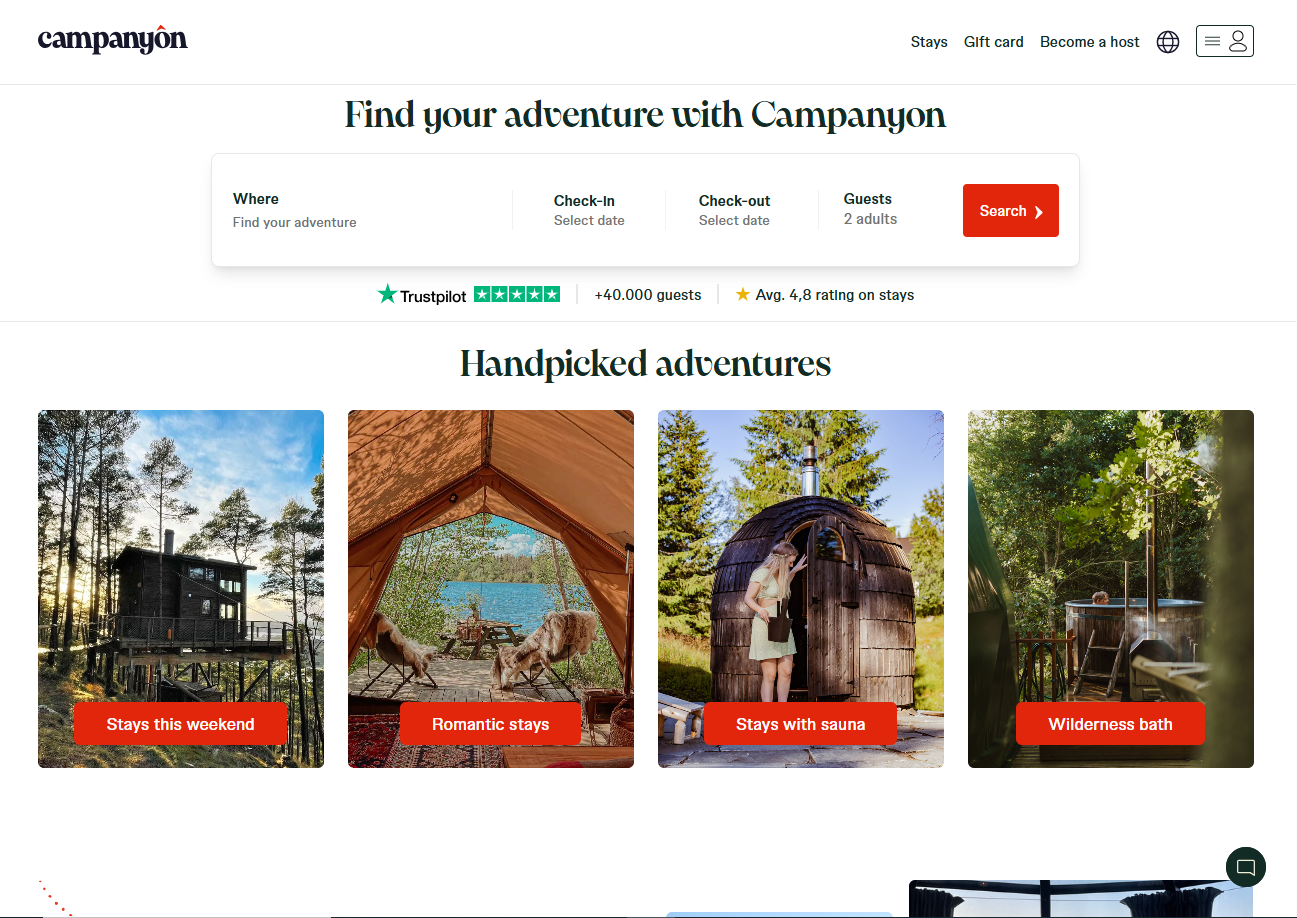 campanyôn
Stays
Gift card
Become a host
Find your adventure with Campanyon
Where
Find your adventure
Check-in
Select date
Check-out
Select date
Guests
2 adults
Search
Trustpilot
+40.000 guests
Avg. 4,8 rating on stays
Handpicked adventures
Stays this weekend
Romantic stays
Stays with sauna
Wilderness bath